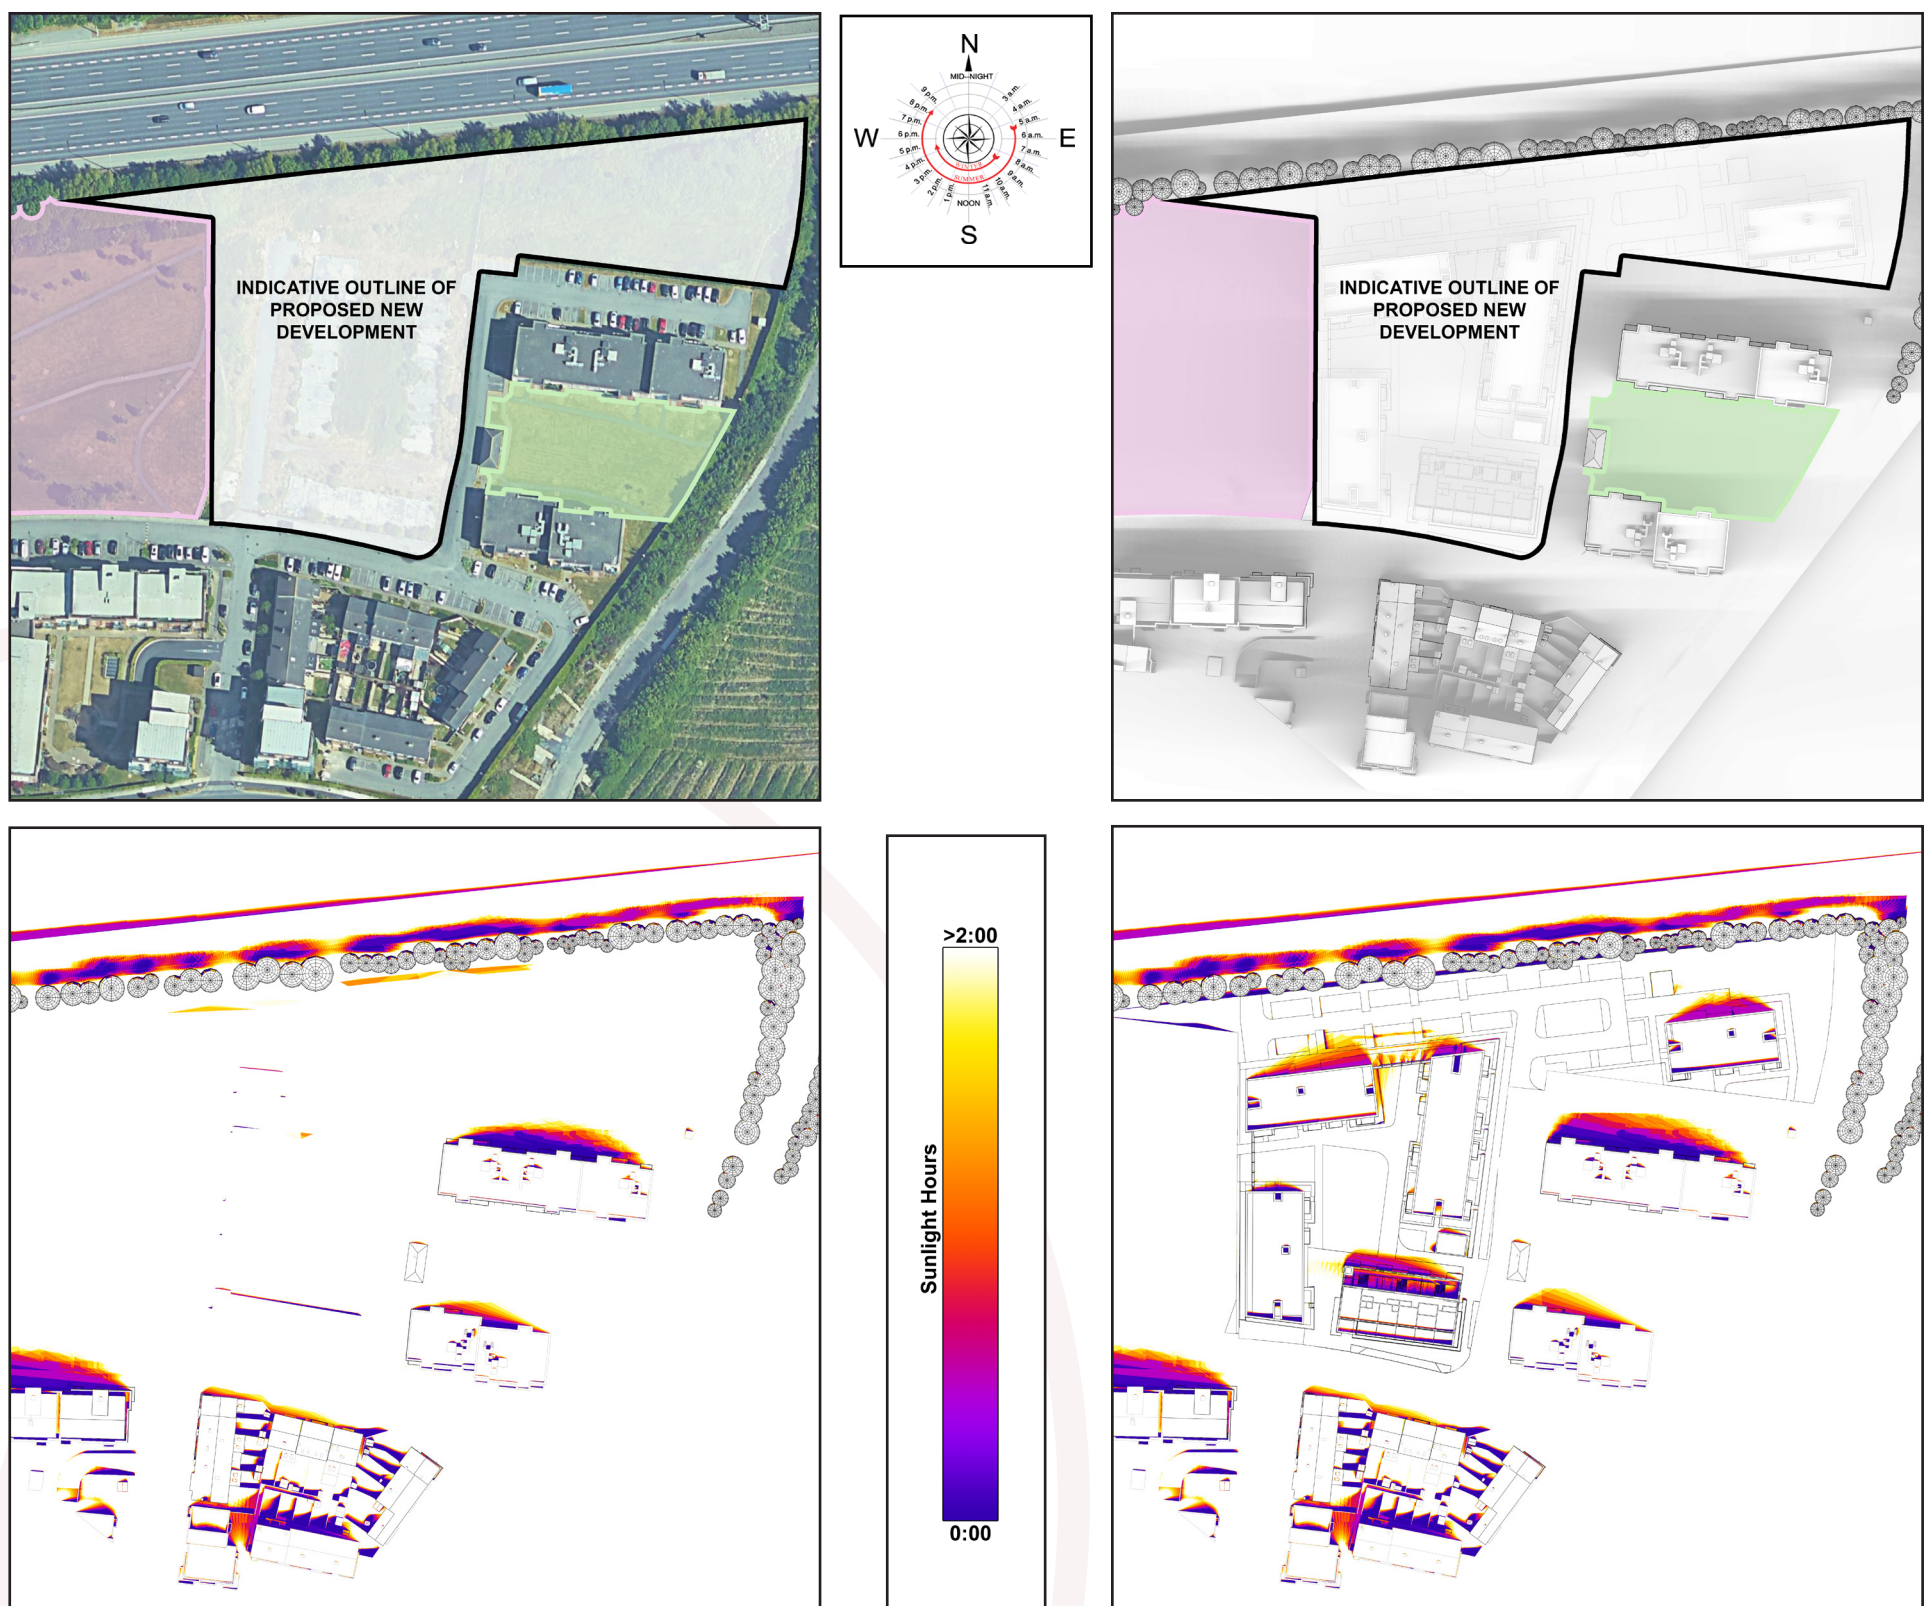 INDICATIVE OUTLINE OF
PROPOSED NEW
DEVELOPMENT
N
MID-NIGHT
9 p.m.
3 a.m.
8 p.m.
4 a.m.
7 p.m.
5 a.m.
W
6 p.m.
6 a.m.
E
5 p.m.
7 a.m.
4 p.m.
8 a.m.
3 p.m.
9 a.m.
2 p.m.
10 a.m.
1 p.m.
11 a.m.
WINTER
SUMMER
NOON
S
INDICATIVE OUTLINE OF
PROPOSED NEW
DEVELOPMENT
>2:00
Sunlight Hours
0:00